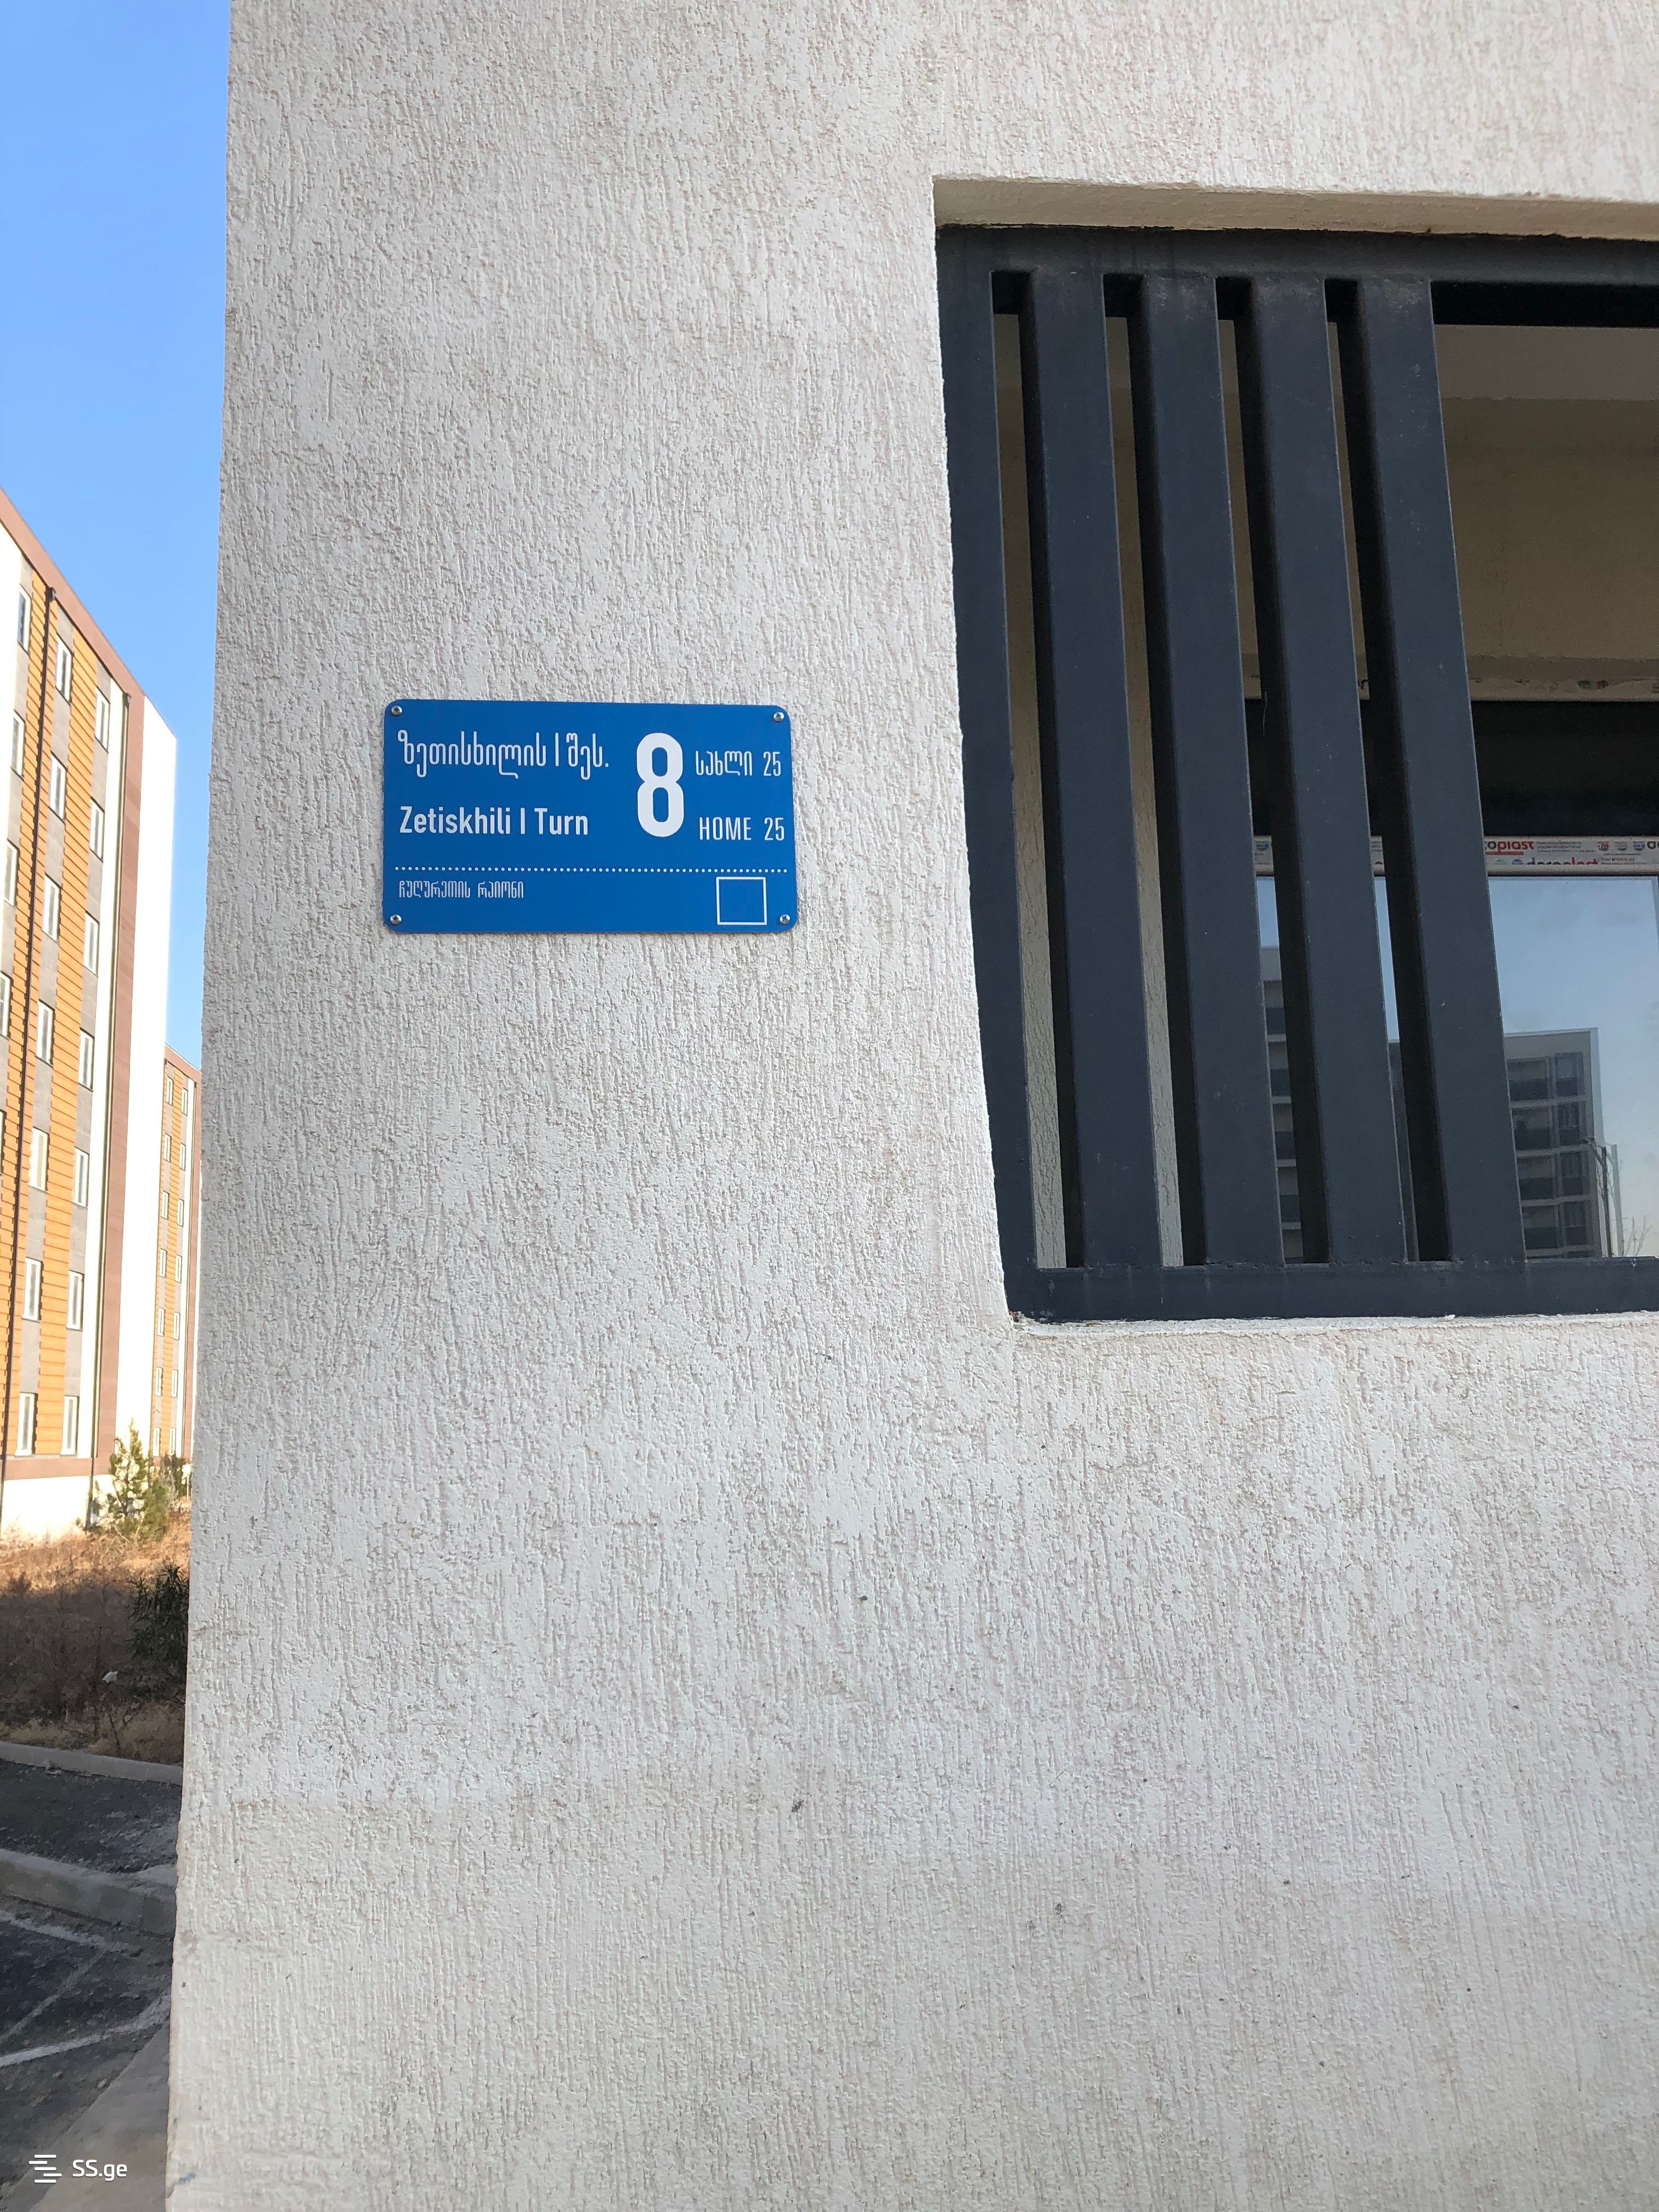 ზეთისხილის I შეს.
8
სახლი 25
Zetiskhili I Turn
HOME 25
ჩუღურეთის რაიონი
SS.ge